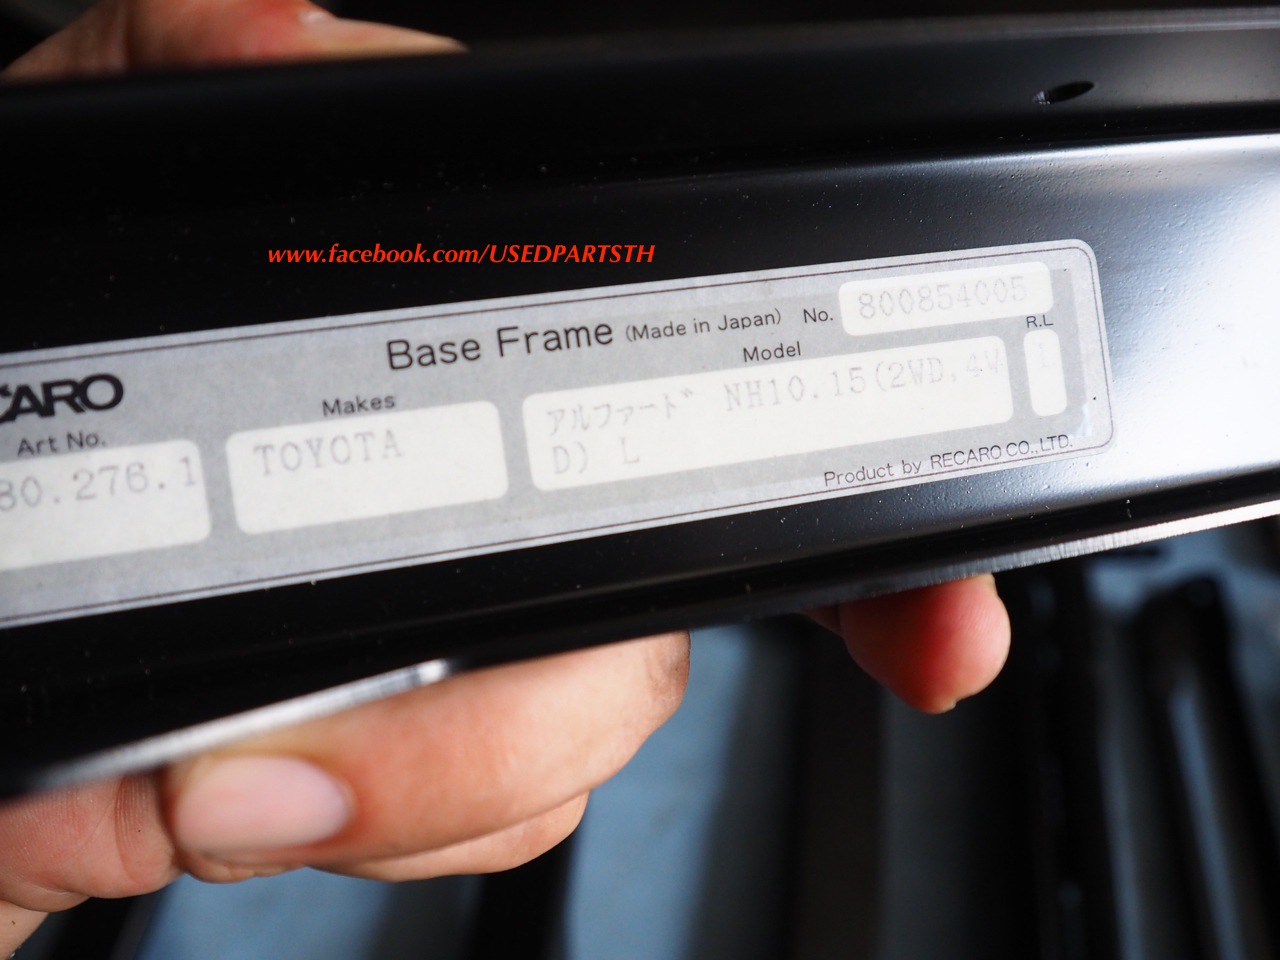 www.facebook.com/USEDPARTSTH
Base Frame (Made in Japan) No. 800854005
CARO
Art No.
80.276.1
Makes
TOYOTA
Model
アルファード NH10.15(2WD,4W
D) L
R.L
L
Product by RECARO CO.,LTD.